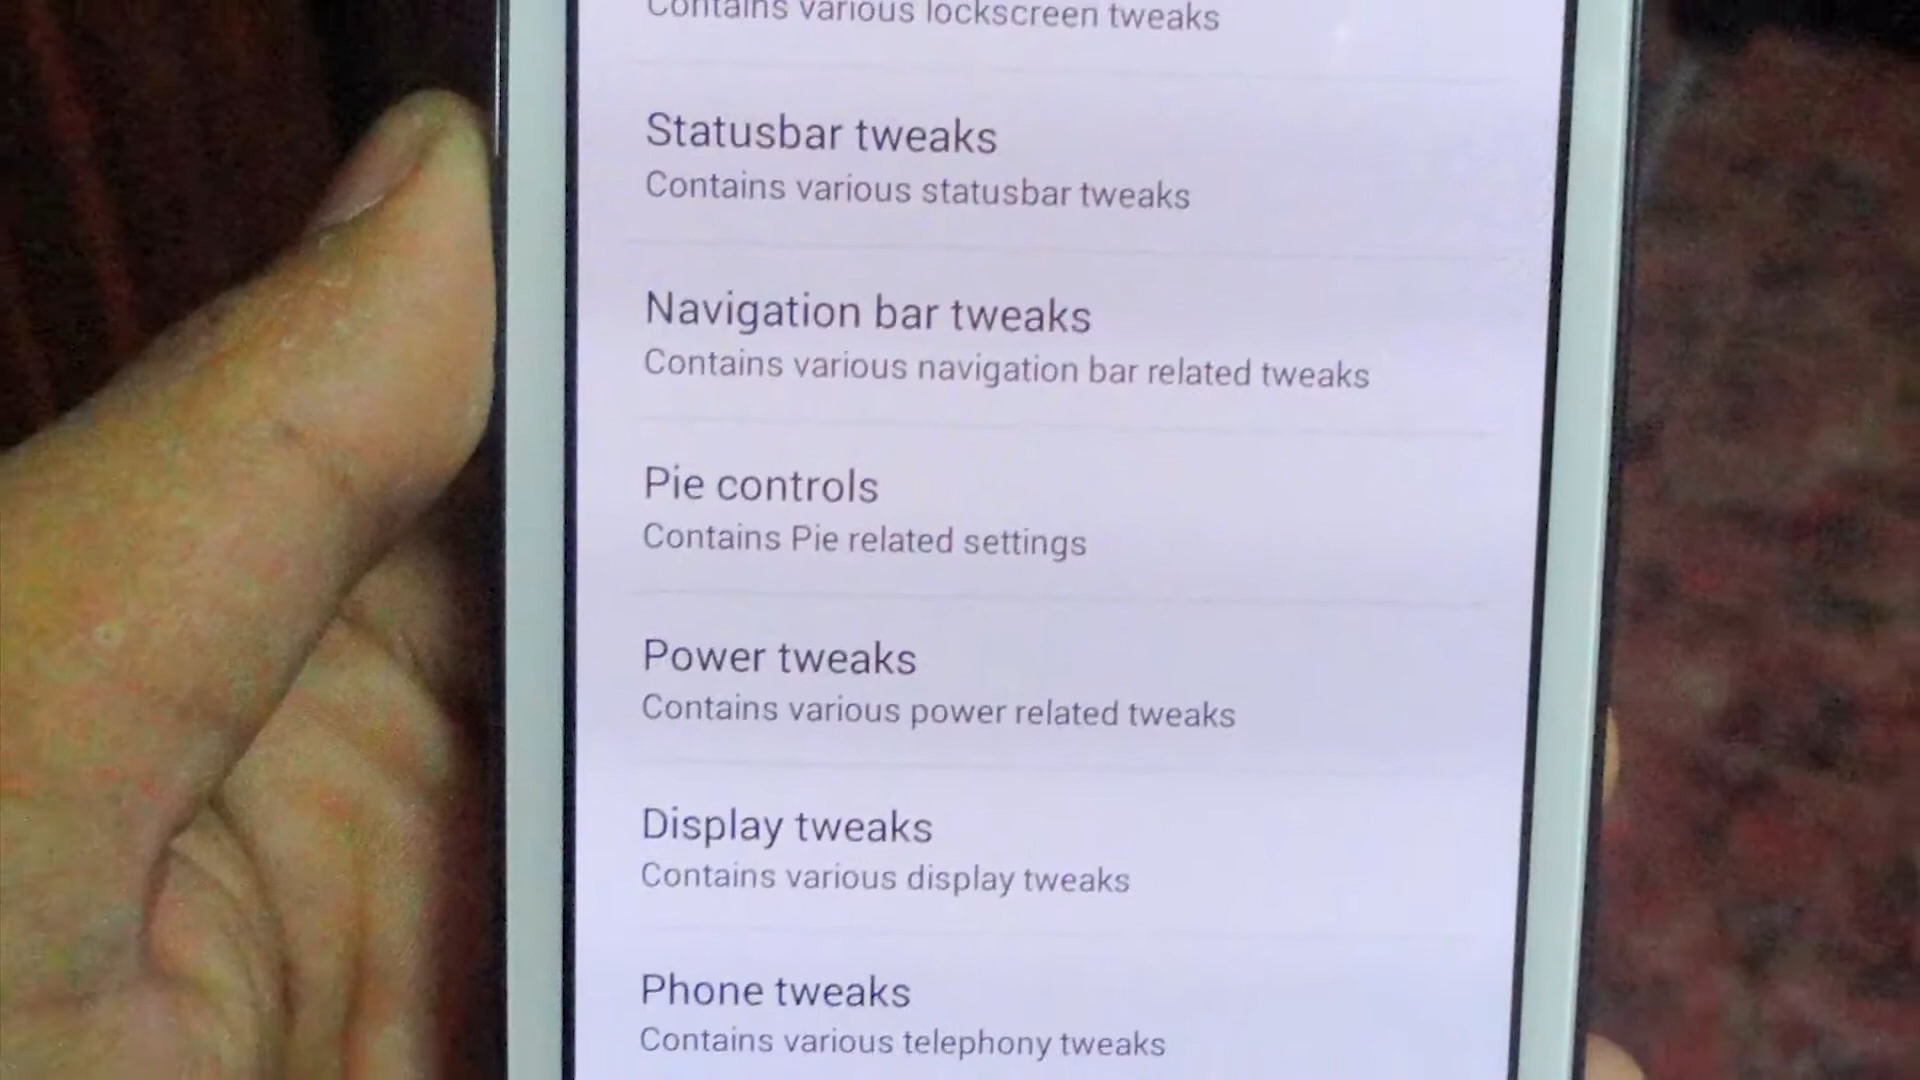 Contains various lockscreen tweaks
Statusbar tweaks
Contains various statusbar tweaks
Navigation bar tweaks
Contains various navigation bar related tweaks
Pie controls
Contains Pie related settings
Power tweaks
Contains various power related tweaks
Display tweaks
Contains various display tweaks
Phone tweaks
Contains various telephony tweaks